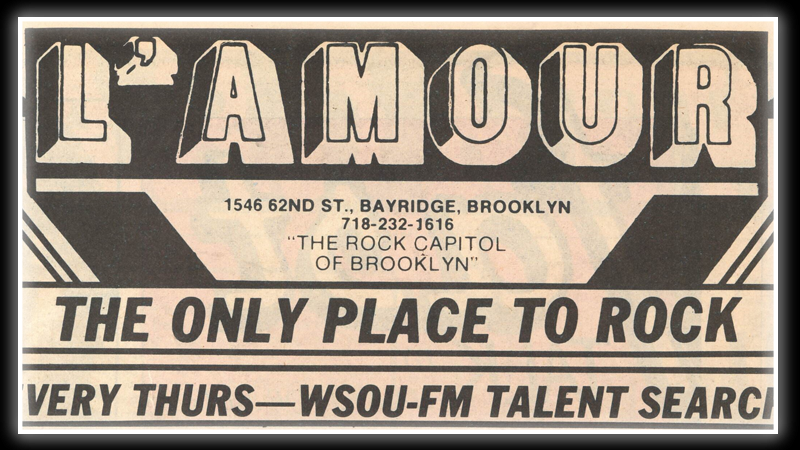 L'AMOUR
1546 62ND ST., BAYRIDGE, BROOKLYN
718-232-1616
"THE ROCK CAPITOL
OF BROOKLYN"
THE ONLY PLACE TO ROCK
VERY THURS—WSOU-FM TALENT SEARCH